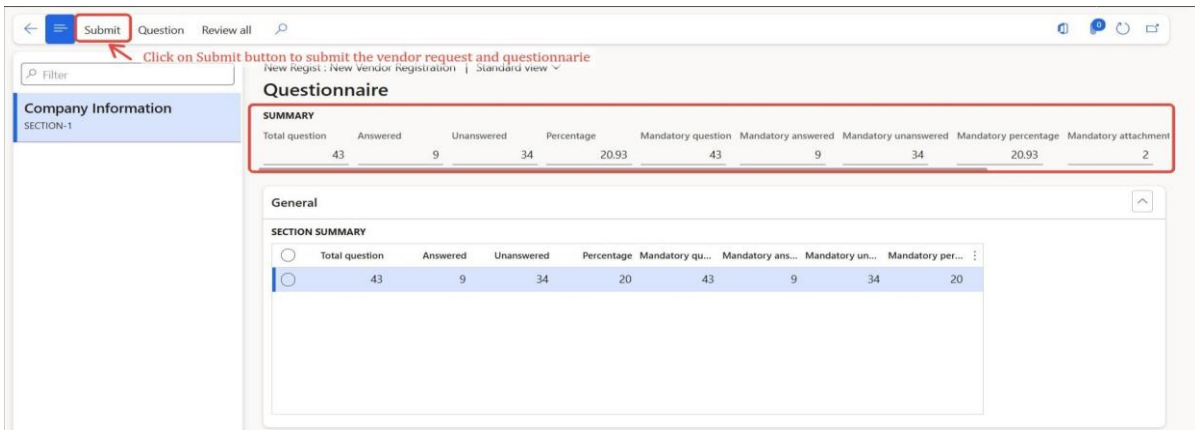 Submit Question Review all 0
Click on Submit button to submit the vendor request and questionnarie
Filter
Company Information
SECTION-1
New Regist : New Vendor Registration | Standard view
Questionnaire
SUMMARY
Total question Answered Unanswered Percentage Mandatory question Mandatory answered Mandatory unanswered Mandatory percentage Mandatory attachment
43 9 34 20.93 43 9 34 20.93 2
General
SECTION SUMMARY
Total question Answered Unanswered Percentage Mandatory qu... Mandatory ans... Mandatory un... Mandatory per...
43 9 34 20 43 9 34 20